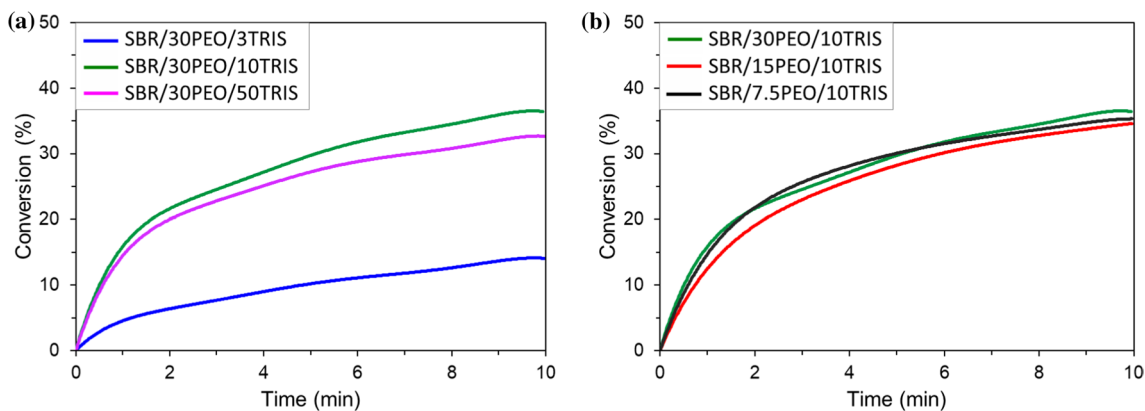 (a)
50
40
30
20
10
0
Conversion (%)
SBR/30PEO/3TRIS
SBR/30PEO/10TRIS
SBR/30PEO/50TRIS
0 2 4 6 8 10
Time (min)
(b)
50
40
30
20
10
0
Conversion (%)
SBR/30PEO/10TRIS
SBR/15PEO/10TRIS
SBR/7.5PEO/10TRIS
0 2 4 6 8 10
Time (min)